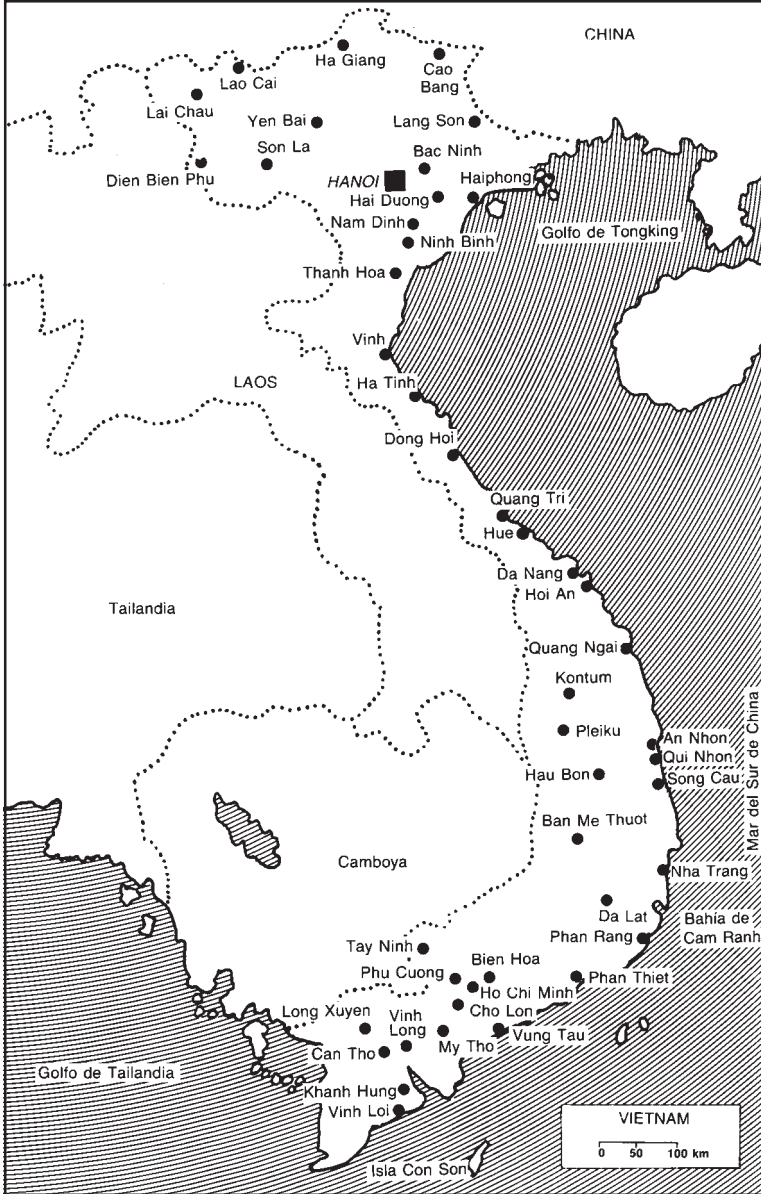 CHINA
Ha Giang
Cao
Bang
Lao Cai
Lai Chau
Yen Bai
Lang Son
Son La
Bac Ninh
Dien Bien Phu
HANOI
Haiphong
Hai Duong
Nam Dinh
Golfo de Tongking
Ninh Binh
Thanh Hoa
Vinh
LAOS
Ha Tinh
Dong Hoi
Quang Tri
Hue
Da Nang
Hoi An
Tailandia
Quang Ngai
Kontum
Pleiku
An Nhon
Qui Nhon
Hau Bon
Song Cau
Mar del Sur de China
Ban Me Thuot
Camboya
Nha Trang
Da Lat
Bahía de
Cam Ranh
Phan Rang
Tay Ninh
Bien Hoa
Phu Cuong
Phan Thiet
Ho Chi Minh
Long Xuyen
Vinh
Long
Cho Lon
Vung Tau
My Tho
Can Tho
Golfo de Tailandia
Khanh Hung
Vinh Loi
VIETNAM
0 50 100 km
Isla Con Son